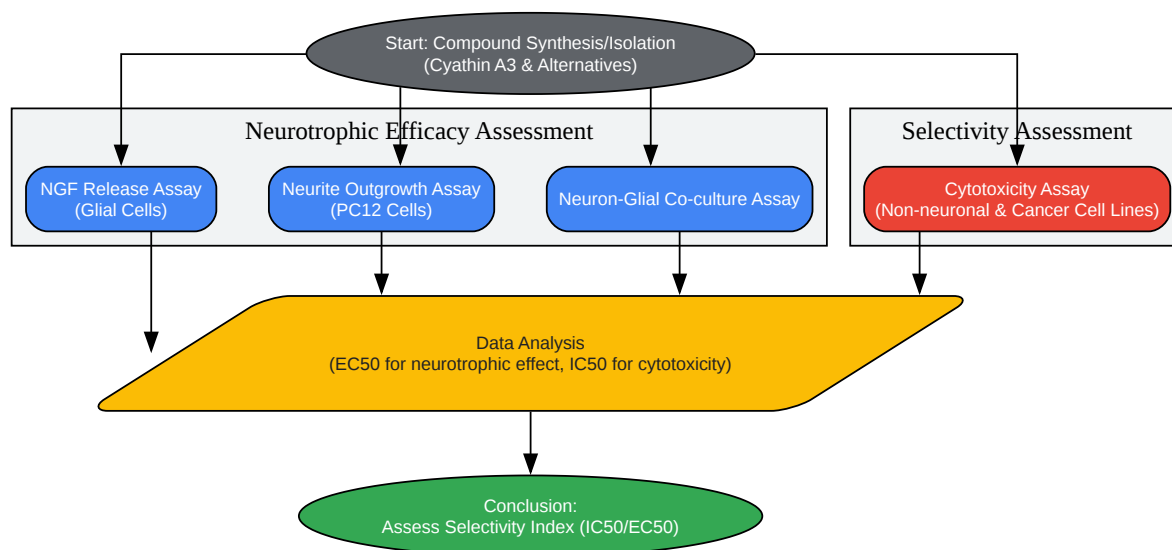 Start: Compound Synthesis/Isolation
(Cyathin A3 & Alternatives)
Neurotrophic Efficacy Assessment
Selectivity Assessment
NGF Release Assay
(Glial Cells)
Neurite Outgrowth Assay
(PC12 Cells)
Neuron-Glial Co-culture Assay
Cytotoxicity Assay
(Non-neuronal & Cancer Cell Lines)
Data Analysis
(EC50 for neurotrophic effect, IC50 for cytotoxicity)
Conclusion:
Assess Selectivity Index (IC50/EC50)